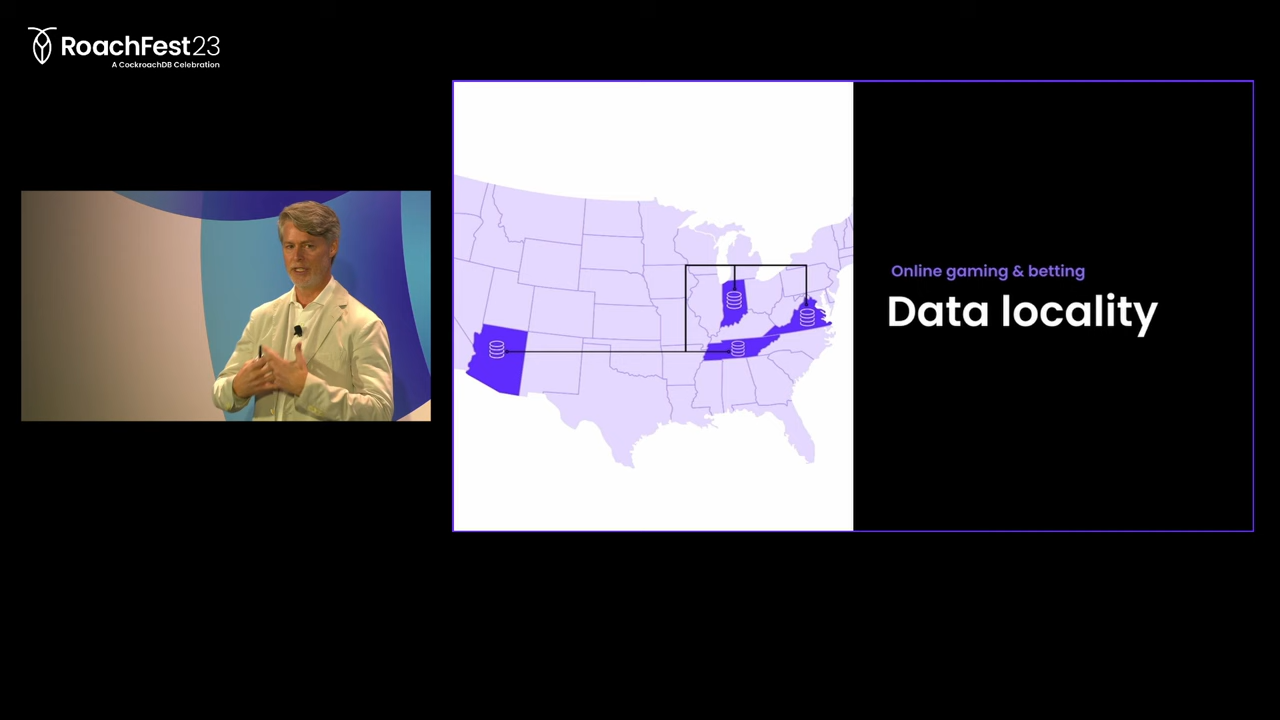 RoachFest23
A CockroachDB Celebration
Online gaming & betting
Data locality